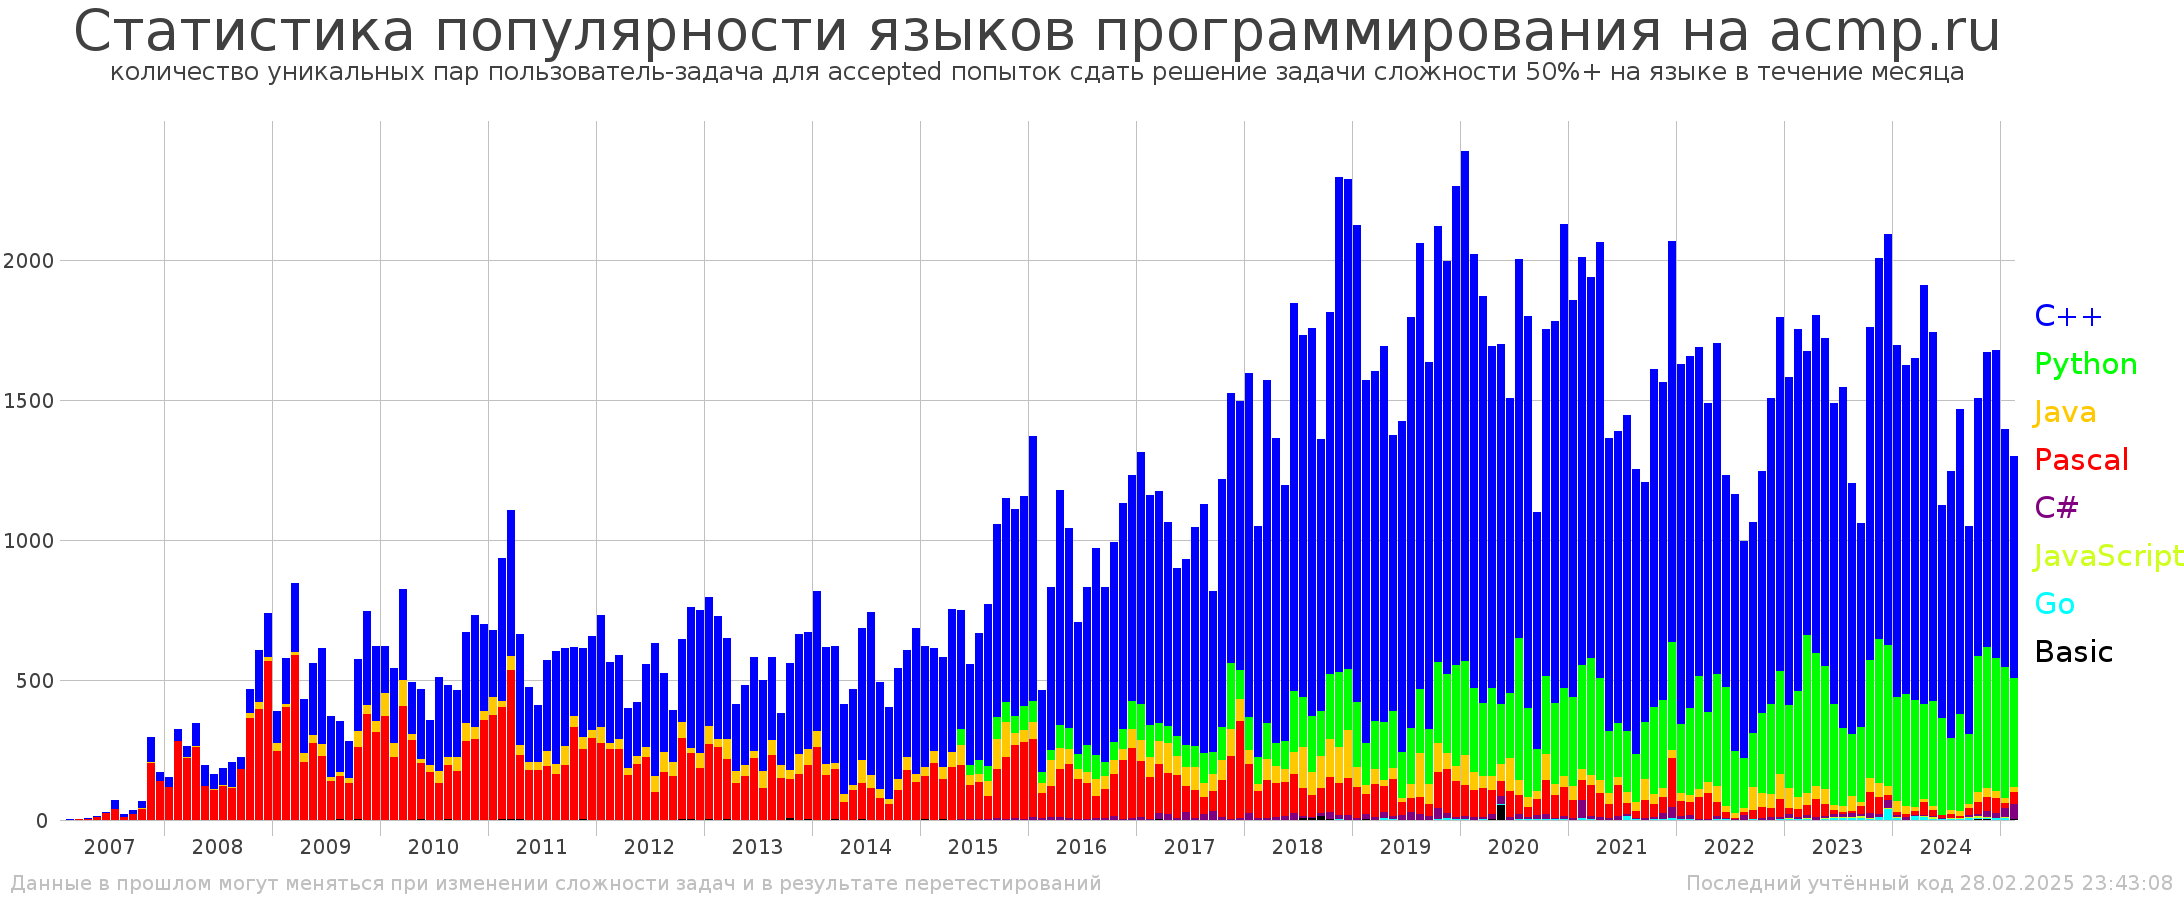 Статистика популярности языков программирования на acmp.ru
количество уникальных пар пользователь-задача для accepted попыток сдать решение задачи сложности 50%+ на языке в течение месяца
2000
1500
1000
500
0
C++
Python
Java
Pascal
C#
JavaScript
Go
Basic
2007 2008 2009 2010 2011 2012 2013 2014 2015 2016 2017 2018 2019 2020 2021 2022 2023 2024
Данные в прошлом могут меняться при изменении сложности задач и в результате перетестирований
Последний учтённый код 28.02.2025 23:43:08